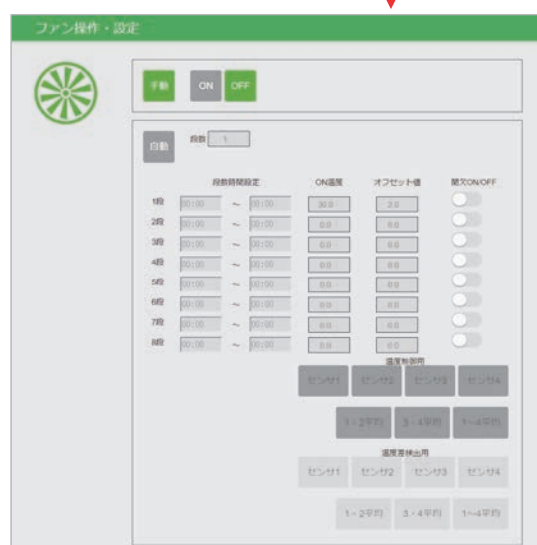 ファン操作・設定
手動 ON OFF
自動 段数 1
段数時間設定 ON温度 オフセット値 間欠ON/OFF
1段 00:00 ～ 00:00 30.0 2.0
2段 00:00 ～ 00:00 0.0 0.0
3段 00:00 ～ 00:00 0.0 0.0
4段 00:00 ～ 00:00 0.0 0.0
5段 00:00 ～ 00:00 0.0 0.0
6段 00:00 ～ 00:00 0.0 0.0
7段 00:00 ～ 00:00 0.0 0.0
8段 00:00 ～ 00:00 0.0 0.0
温度制御用
センサ1 センサ2 センサ3 センサ4
1・2平均 3・4平均 1～4平均
温度差検出用
センサ1 センサ2 センサ3 センサ4
1・2平均 3・4平均 1～4平均